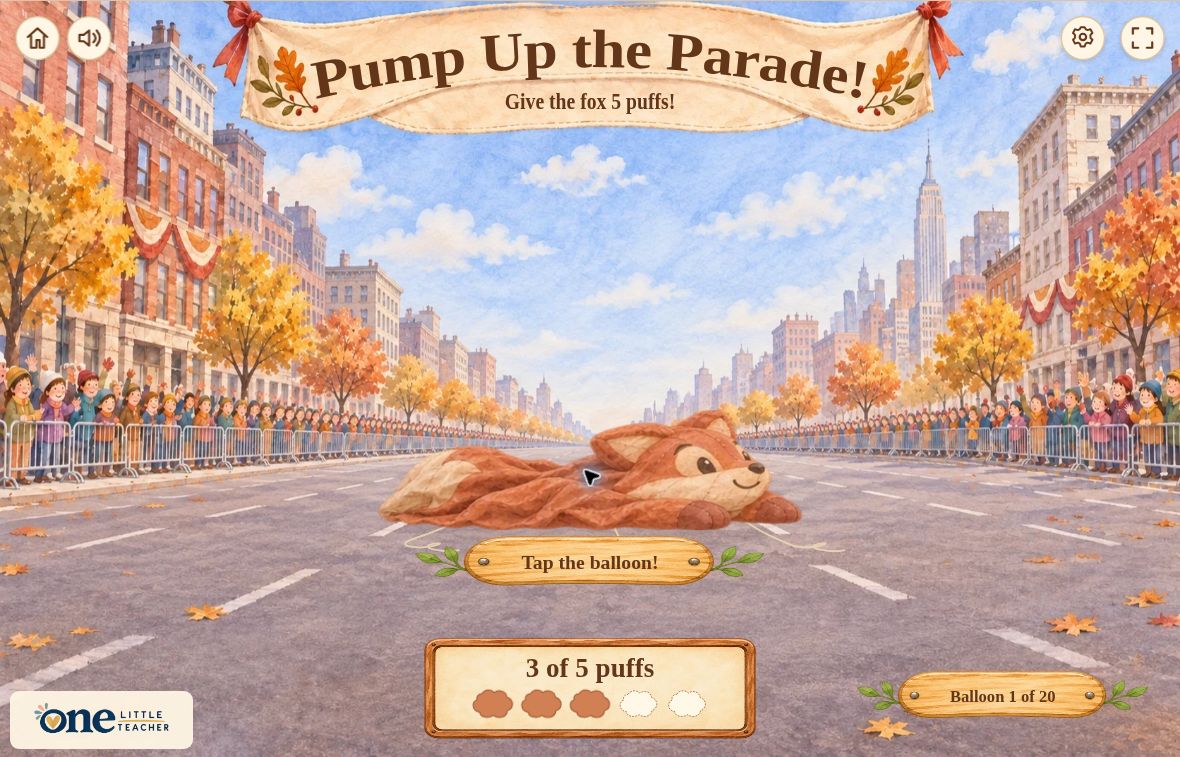 Pump Up the Parade!
Give the fox 5 puffs!
Tap the balloon!
3 of 5 puffs
Balloon 1 of 20
one LITTLE
TEACHER